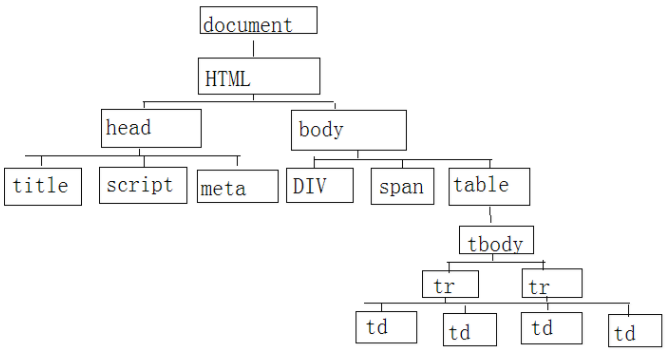 document
HTML
head
body
title
script
meta
DIV
span
table
tbody
tr
tr
td
td
td
td